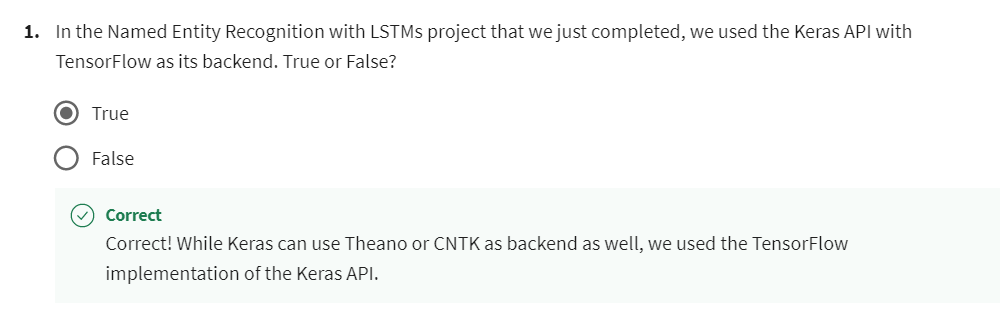 1. In the Named Entity Recognition with LSTMs project that we just completed, we used the Keras API with
TensorFlow as its backend. True or False?
True
False
Correct
Correct! While Keras can use Theano or CNTK as backend as well, we used the TensorFlow
implementation of the Keras API.